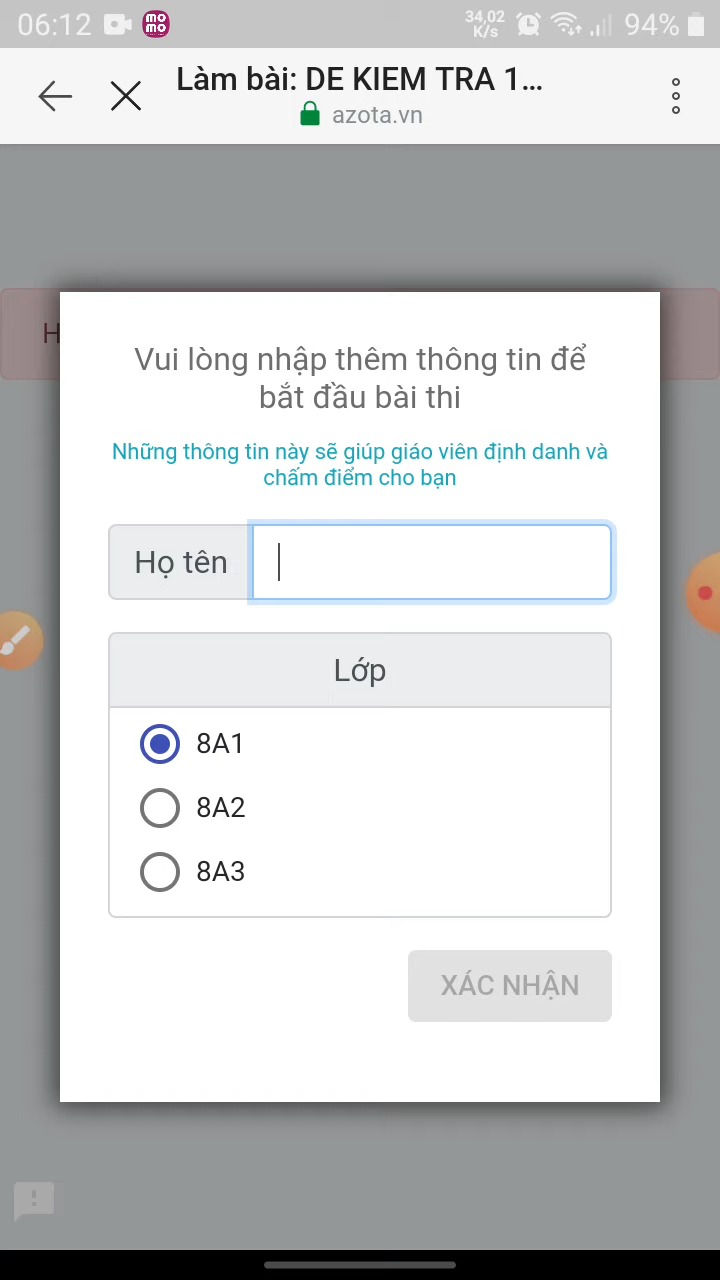 06:12 mo mo 34,02 K/s 94%
Làm bài: DE KIEM TRA 1...
azota.vn
H
Vui lòng nhập thêm thông tin để
bắt đầu bài thi
Những thông tin này sẽ giúp giáo viên định danh và
chấm điểm cho bạn
Họ tên
Lớp
8A1
8A2
8A3
XÁC NHẬN